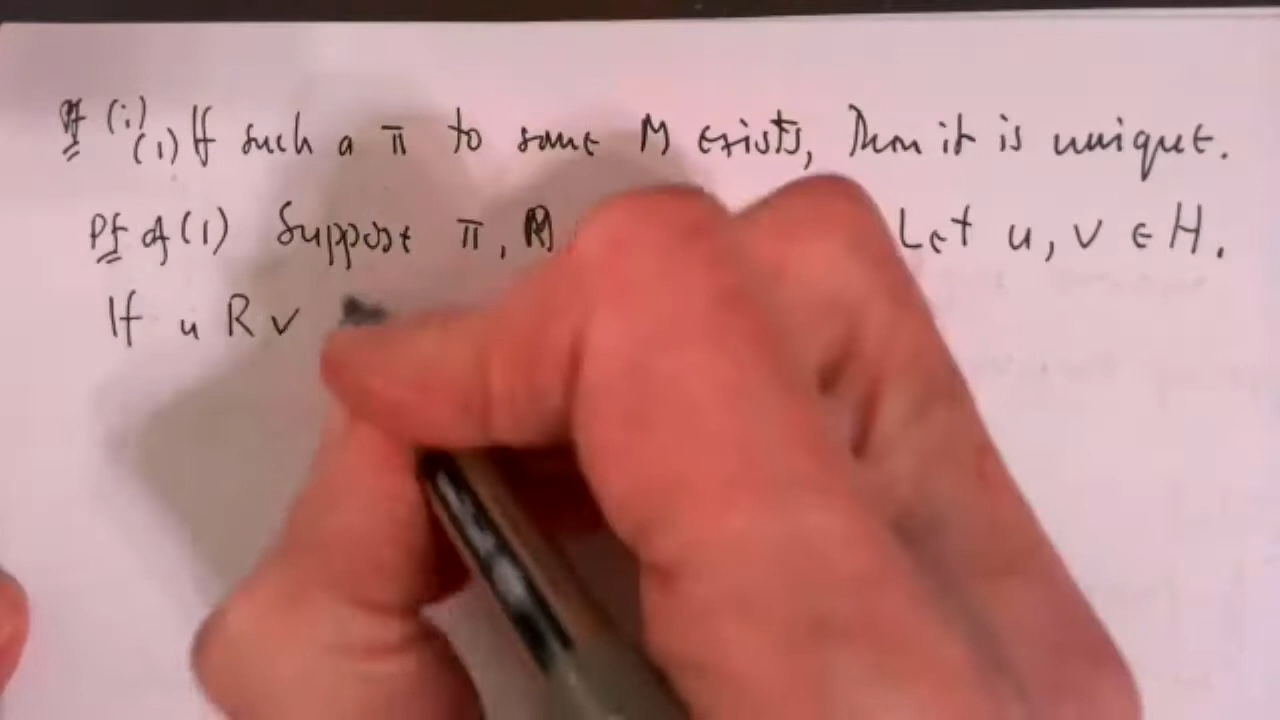 Pf (i) (1) If such a π to some M exists, Then it is unique.
Pf of (1) Suppose π, M Let u, v ∈ H.
If u R v